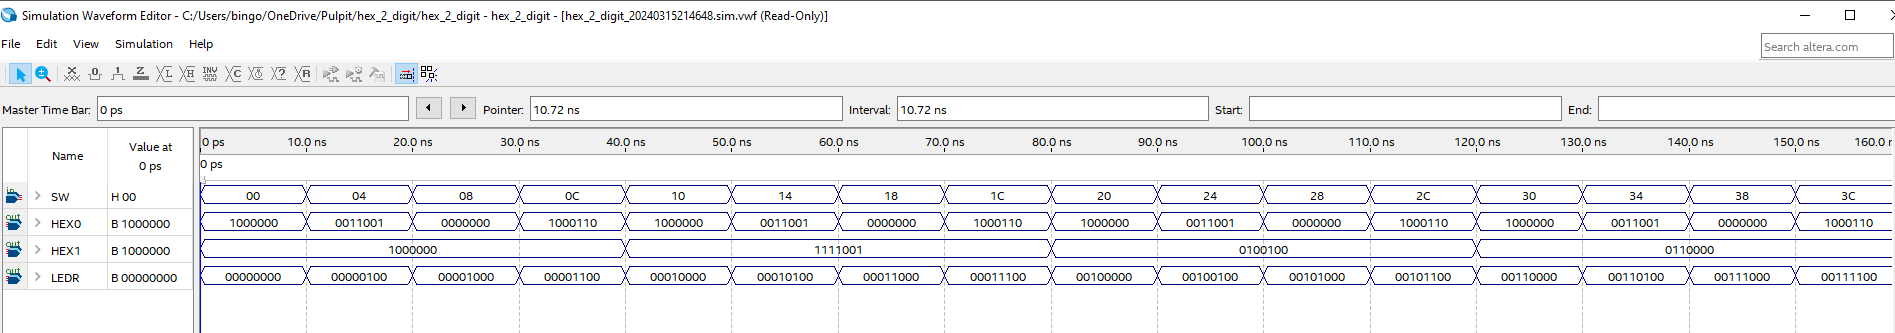 Simulation Waveform Editor - C:/Users/bingo/OneDrive/Pulpit/hex_2_digit/hex_2_digit - hex_2_digit - [hex_2_digit_20240315214648.sim.vwf (Read-Only)]
File Edit View Simulation Help
Search altera.com
Master Time Bar: 0 ps Pointer: 10.72 ns Interval: 10.72 ns Start: End:
Name Value at 0 ps
0 ps 10.0 ns 20.0 ns 30.0 ns 40.0 ns 50.0 ns 60.0 ns 70.0 ns 80.0 ns 90.0 ns 100.0 ns 110.0 ns 120.0 ns 130.0 ns 140.0 ns 150.0 ns 160.0 n
0 ps
in SW H 00 00 04 08 0C 10 14 18 1C 20 24 28 2C 30 34 38 3C
out HEX0 B 1000000 1000000 0011001 0000000 1000110 1000000 0011001 0000000 1000110 1000000 0011001 0000000 1000110 1000000 0011001 0000000 1000110
out HEX1 B 1000000 1000000 1111001 0100100 0110000
out LEDR B 00000000 00000000 00000100 00001000 00001100 00010000 00010100 00011000 00011100 00100000 00100100 00101000 00101100 00110000 00110100 00111000 00111100